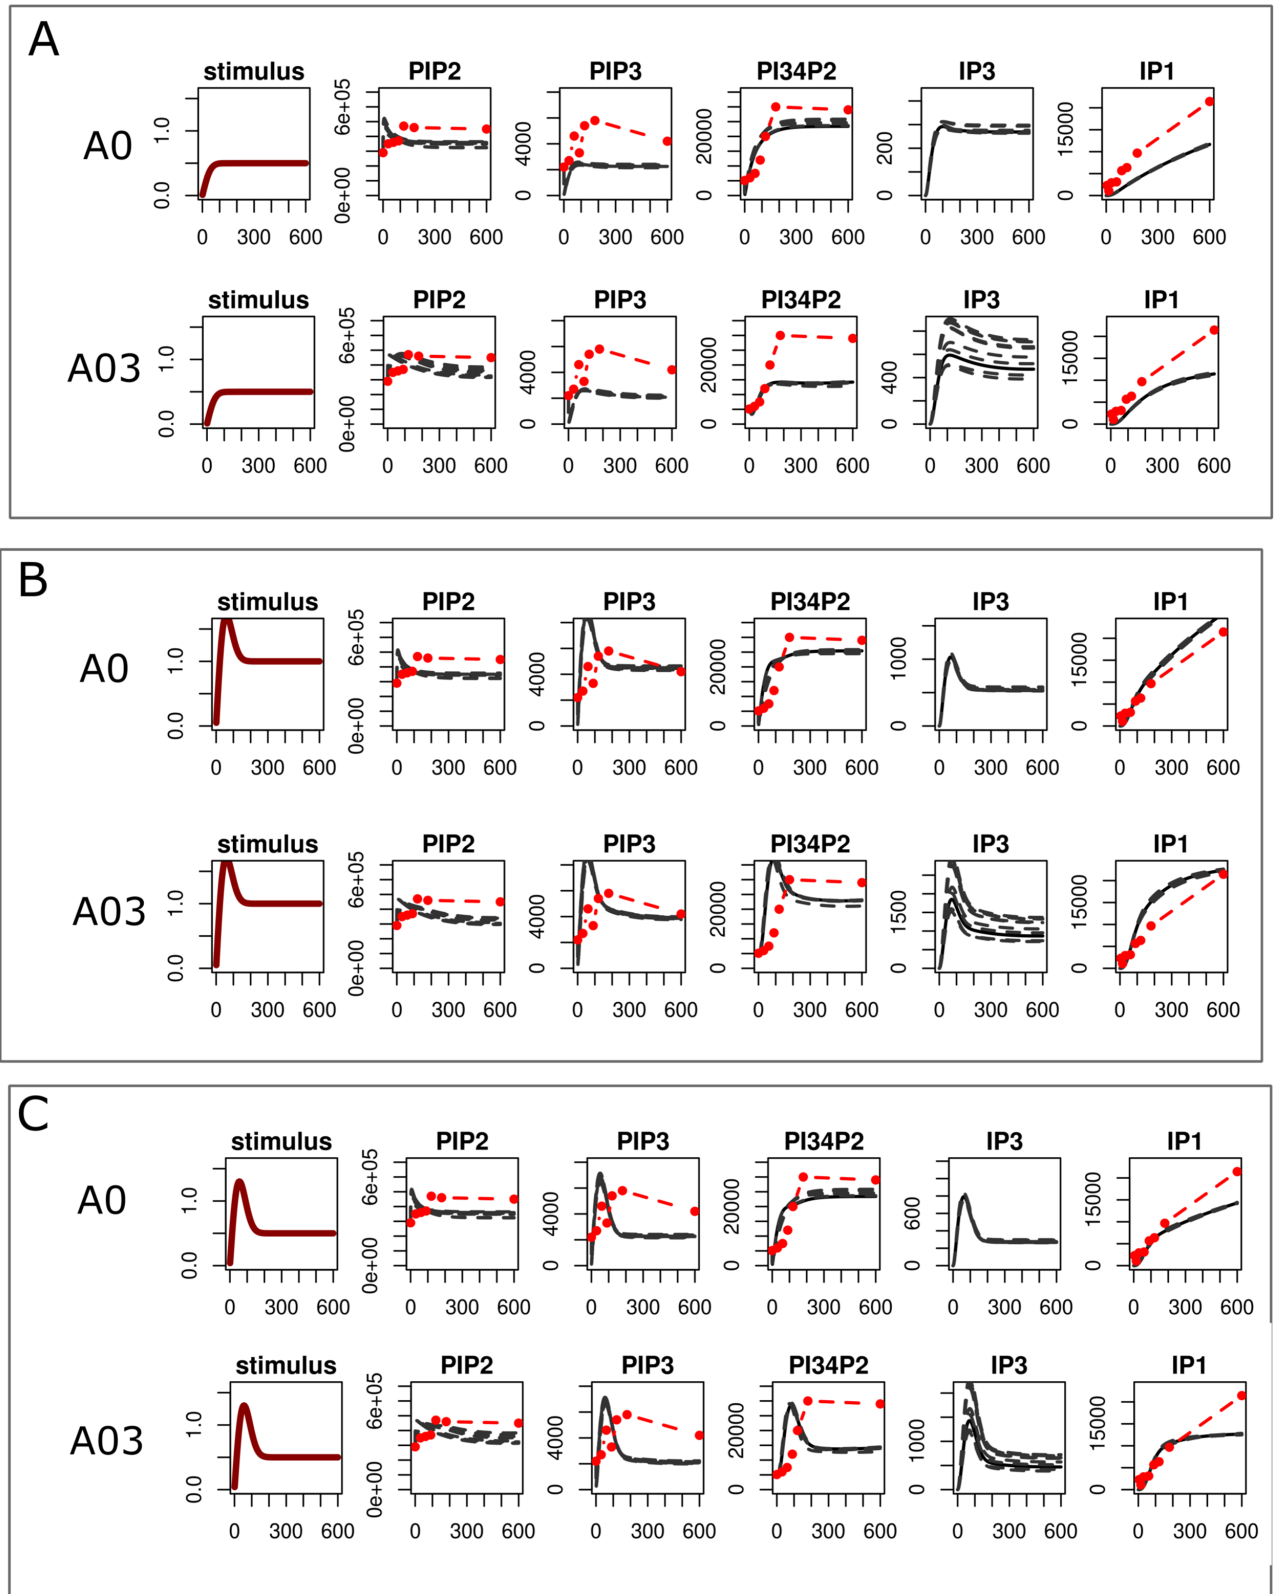 A
stimulus PIP2 PIP3 PI34P2 IP3 IP1
A0
0.0 1.0 0e+00 6e+05 0 4000 0 20000 0 200 0 15000
0 300 600 0 300 600 0 300 600 0 300 600 0 300 600 0 300 600
stimulus PIP2 PIP3 PI34P2 IP3 IP1
A03
0.0 1.0 0e+00 6e+05 0 4000 0 20000 0 400 0 15000
0 300 600 0 300 600 0 300 600 0 300 600 0 300 600 0 300 600
B
stimulus PIP2 PIP3 PI34P2 IP3 IP1
A0
0.0 1.0 0e+00 6e+05 0 4000 0 20000 0 1000 0 15000
0 300 600 0 300 600 0 300 600 0 300 600 0 300 600 0 300 600
stimulus PIP2 PIP3 PI34P2 IP3 IP1
A03
0.0 1.0 0e+00 6e+05 0 4000 0 20000 0 1500 0 15000
0 300 600 0 300 600 0 300 600 0 300 600 0 300 600 0 300 600
C
stimulus PIP2 PIP3 PI34P2 IP3 IP1
A0
0.0 1.0 0e+00 6e+05 0 4000 0 20000 0 600 0 15000
0 300 600 0 300 600 0 300 600 0 300 600 0 300 600 0 300 600
stimulus PIP2 PIP3 PI34P2 IP3 IP1
A03
0.0 1.0 0e+00 6e+05 0 4000 0 20000 0 1000 0 15000
0 300 600 0 300 600 0 300 600 0 300 600 0 300 600 0 300 600